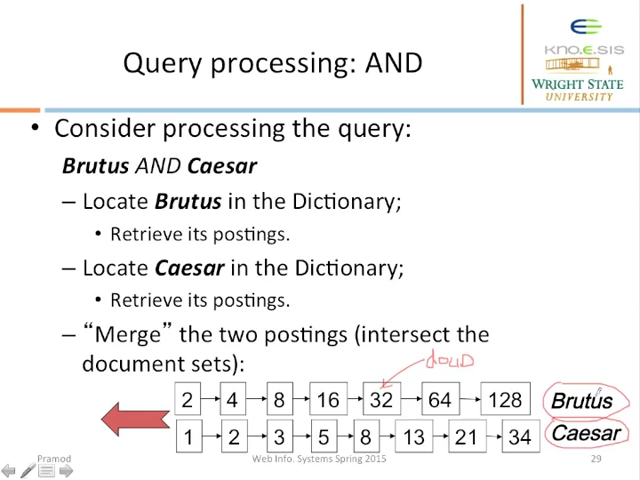 Query processing: AND
kno.e.sis
WRIGHT STATE
UNIVERSITY
• Consider processing the query:
Brutus AND Caesar
– Locate Brutus in the Dictionary;
• Retrieve its postings.
– Locate Caesar in the Dictionary;
• Retrieve its postings.
– “Merge” the two postings (intersect the
document sets):
2 4 8 16 32 64 128 Brutus
1 2 3 5 8 13 21 34 Caesar
Pramod Web Info. Systems Spring 2015 29